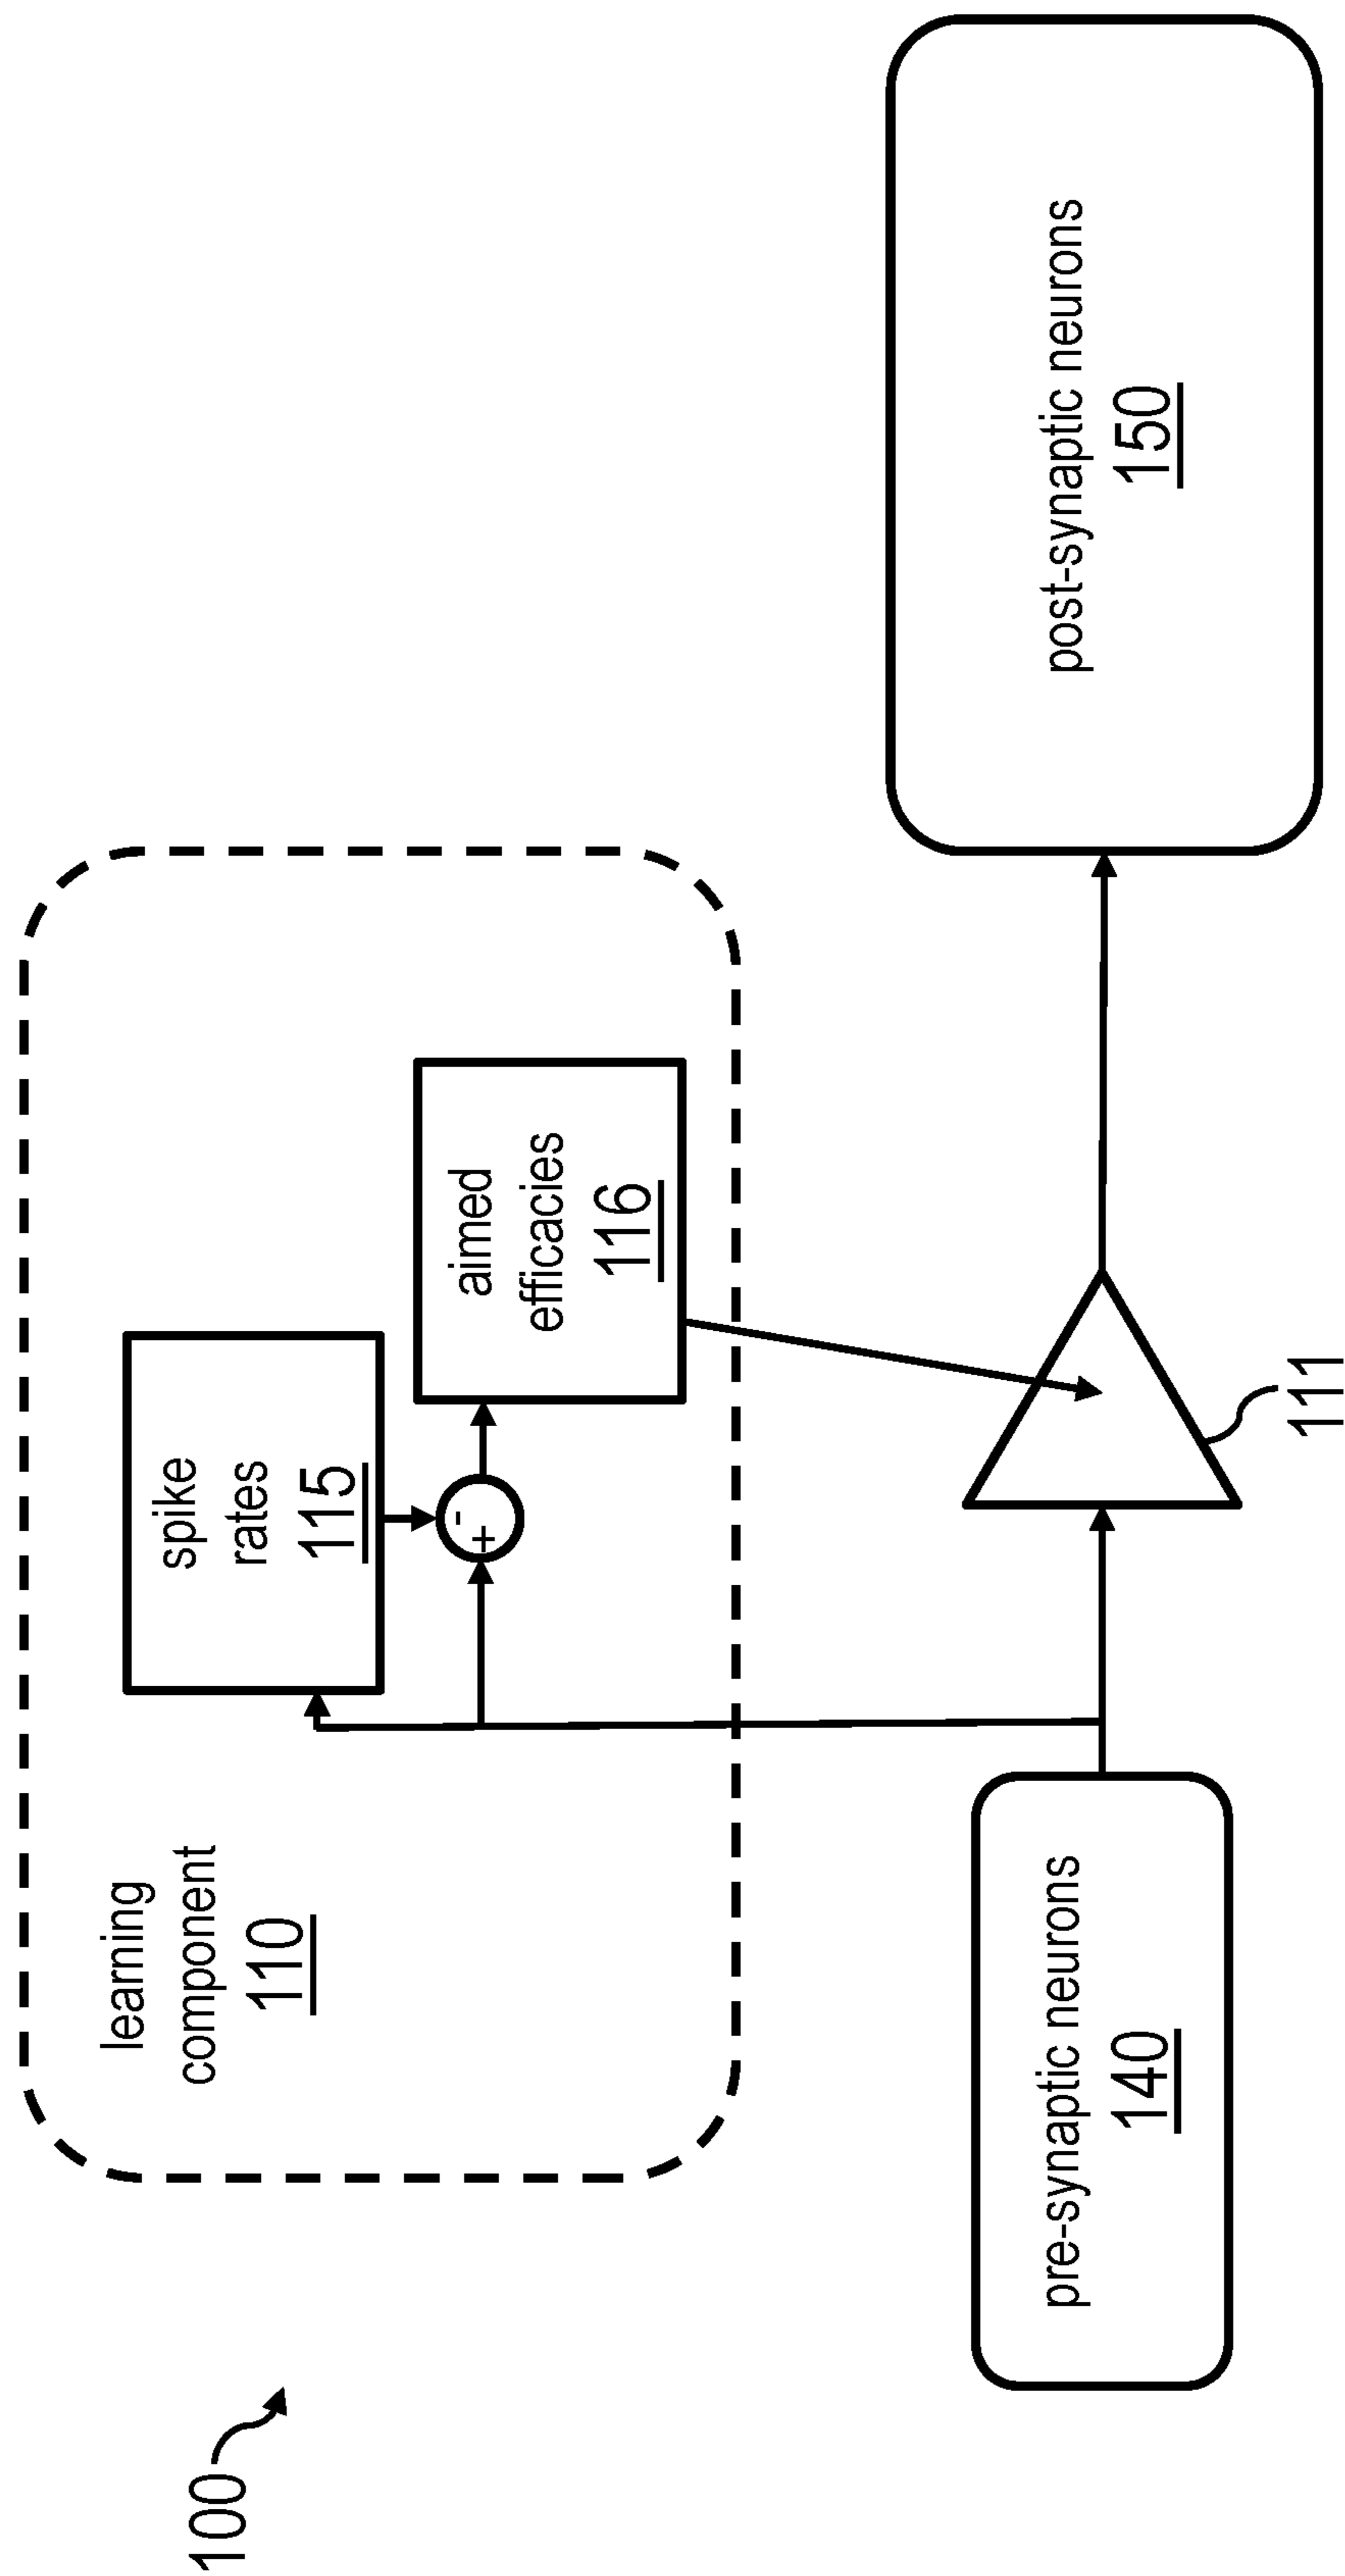 100
learning
component
110
spike
rates
115
-
+
aimed
efficacies
116
pre-synaptic neurons
140
111
post-synaptic neurons
150